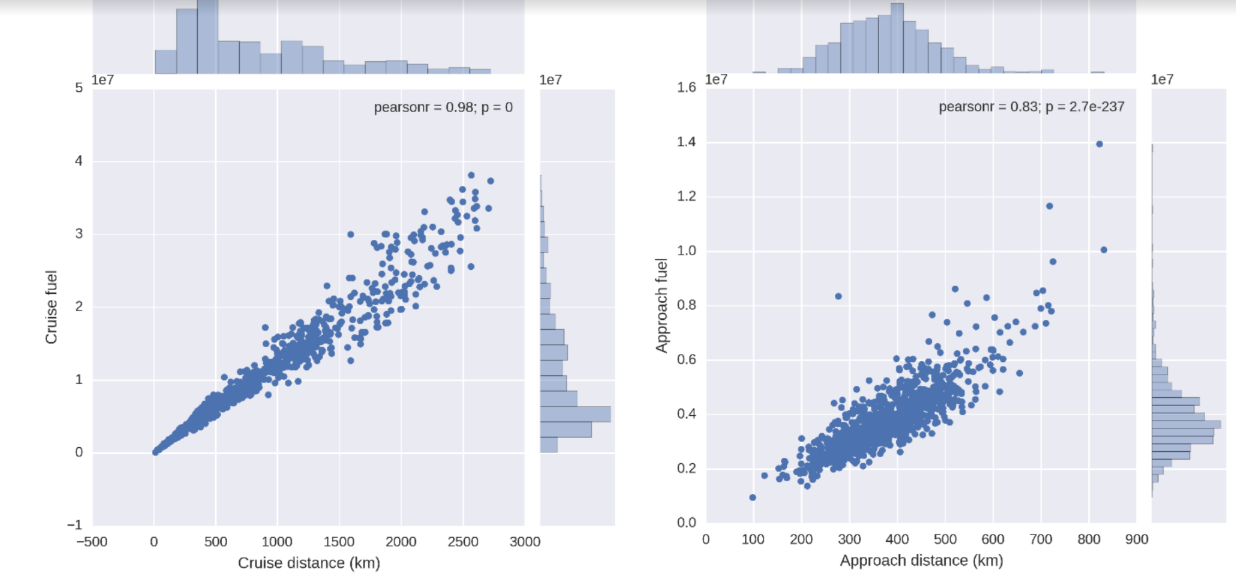 1e7
5
4
3
2
1
0
−1
pearsonr = 0.98; p = 0
1e7
Cruise fuel
−500 0 500 1000 1500 2000 2500 3000
Cruise distance (km)
1e7
1.6
1.4
1.2
1.0
0.8
0.6
0.4
0.2
0.0
pearsonr = 0.83; p = 2.7e-237
1e7
Approach fuel
0 100 200 300 400 500 600 700 800 900
Approach distance (km)